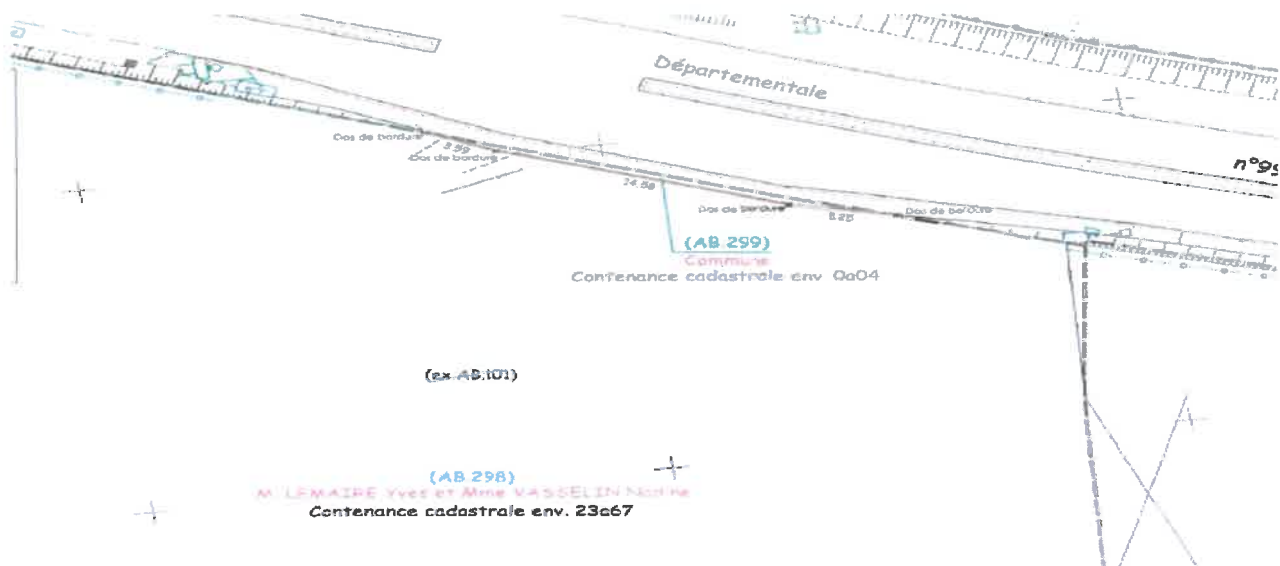 Départementale
n°99
Dos de bordure
3.59
Dos de bordure
14.58
Dos de bordure
8.25
Dos de bordure
(AB 299)
Commune
Contenance cadastrale env 0a04
(ex AB.101)
(AB 298)
M. LEMAIRE Yves et Mme VASSELIN Nadine
Contenance cadastrale env. 23a67